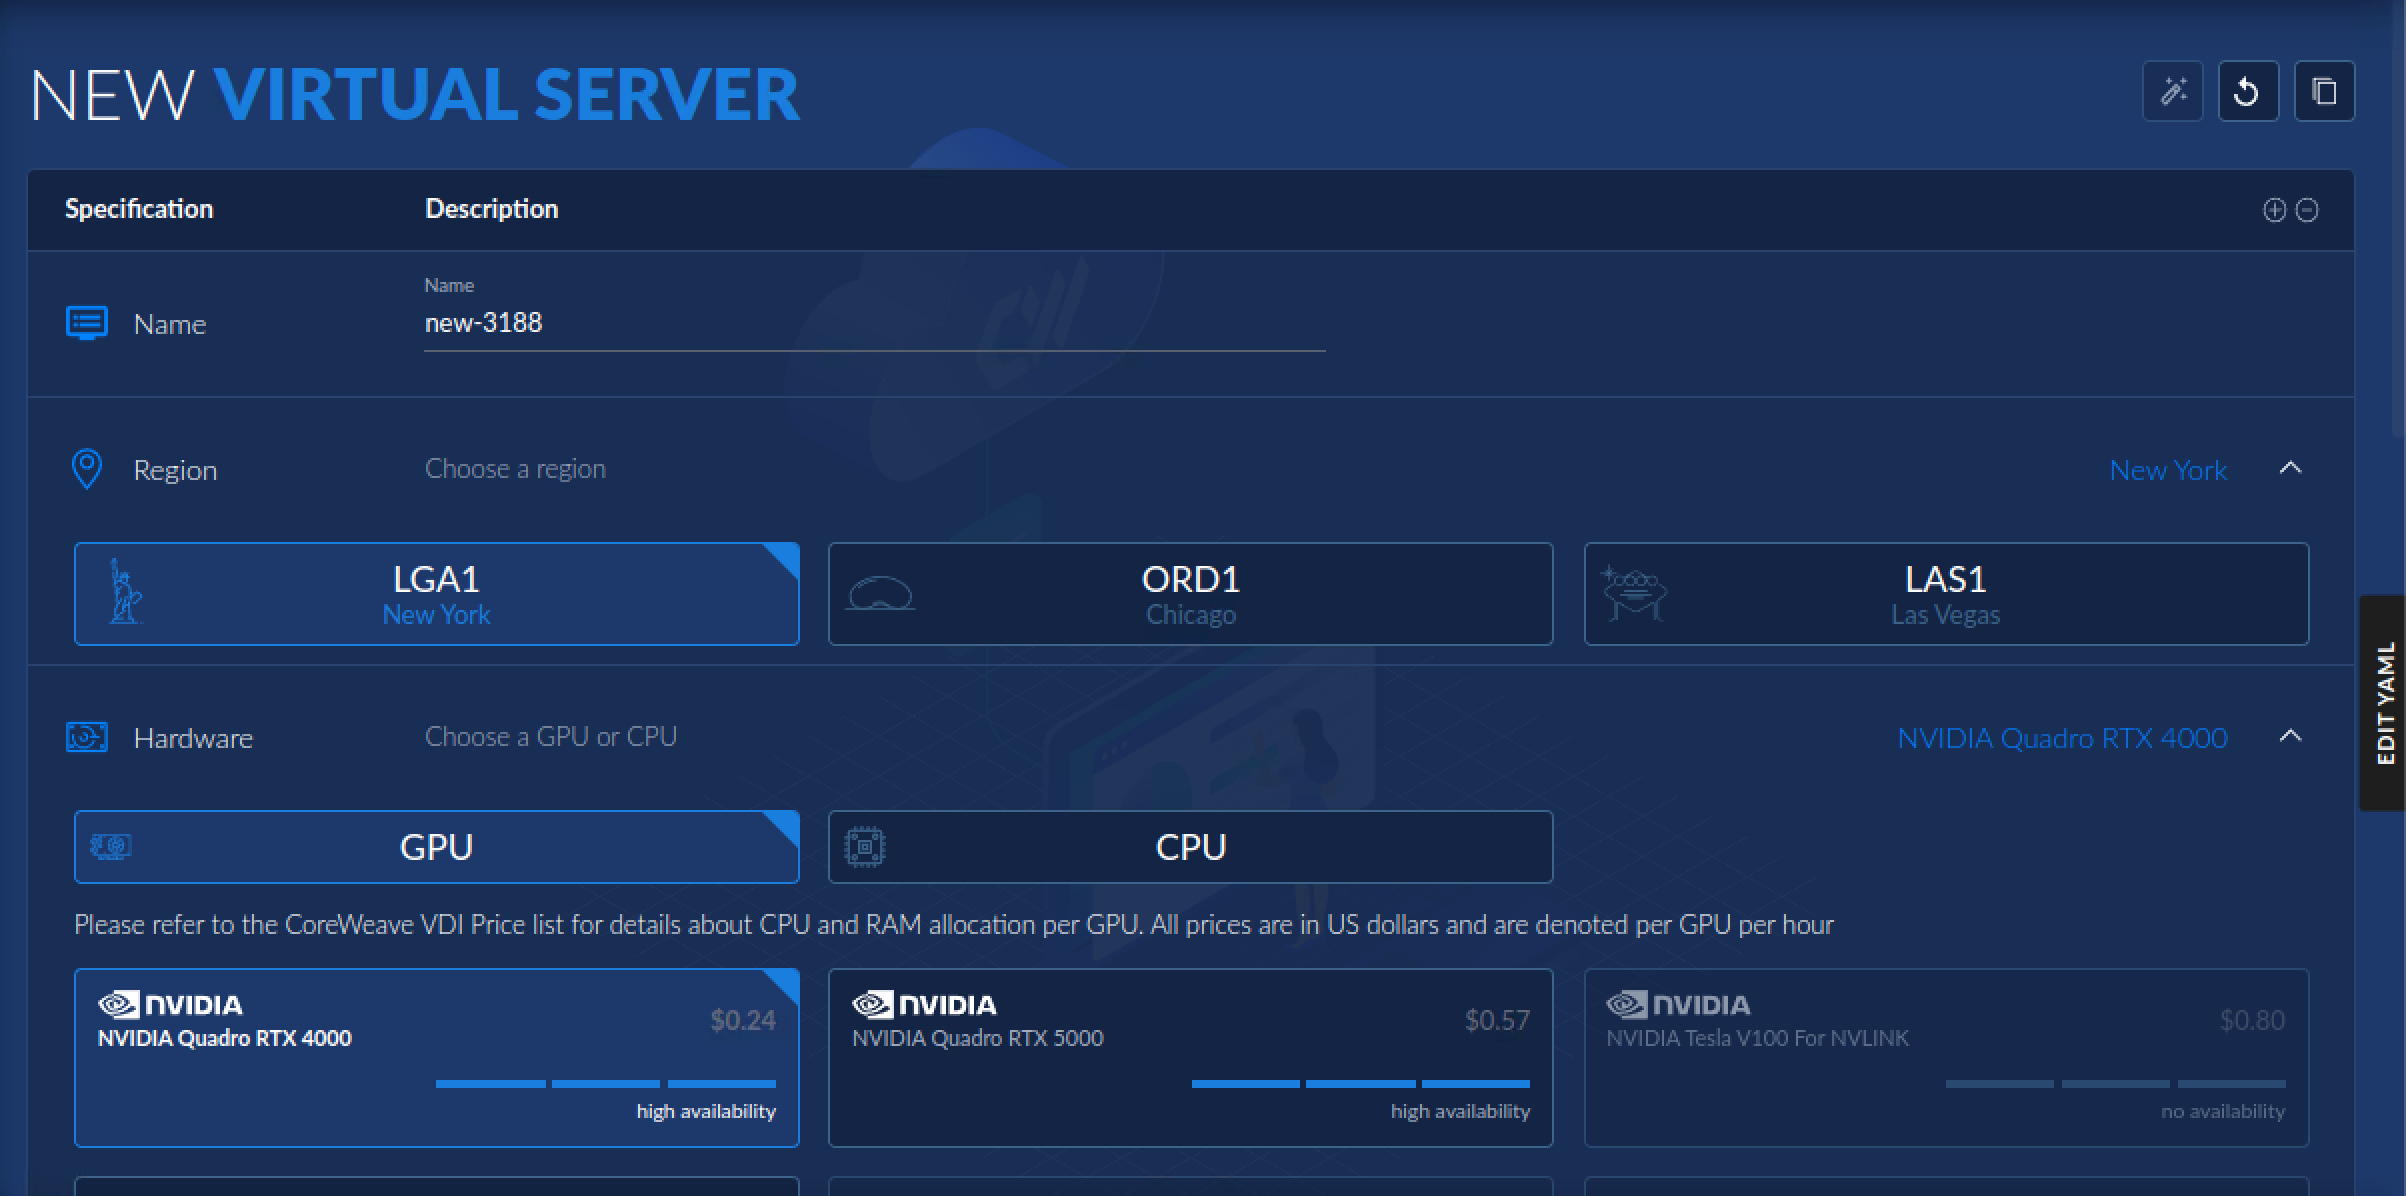 NEW VIRTUAL SERVER
Specification Description
Name
Name new-3188
Region Choose a region New York
LGA1 ORD1 LAS1
New York Chicago Las Vegas
EDIT YAML
Hardware Choose a GPU or CPU NVIDIA Quadro RTX 4000
GPU CPU
Please refer to the CoreWeave VDI Price list for details about CPU and RAM allocation per GPU. All prices are in US dollars and are denoted per GPU per hour
NVIDIA
NVIDIA Quadro RTX 4000 $0.24
high availability
NVIDIA
NVIDIA Quadro RTX 5000 $0.57
high availability
NVIDIA
NVIDIA Tesla V100 For NVLINK $0.80
no availability